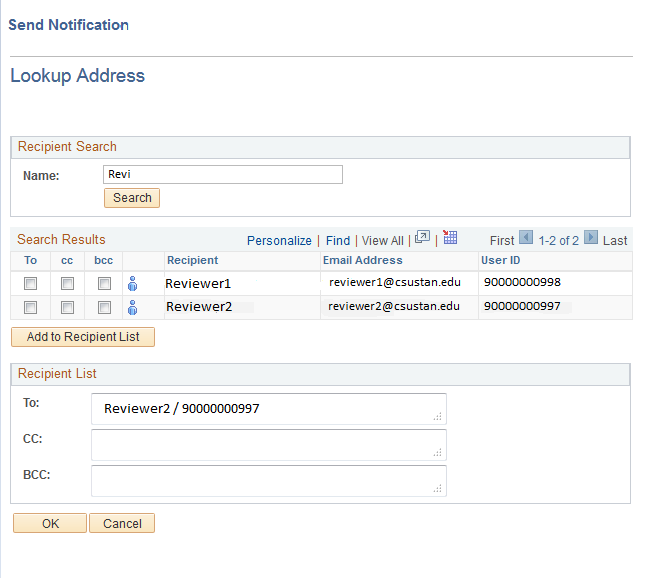 Send Notification
Lookup Address
Recipient Search
Name: Revi
Search
Search Results Personalize | Find | View All | | First 1-2 of 2 Last
To cc bcc Recipient Email Address User ID
Reviewer1 reviewer1@csustan.edu 90000000998
Reviewer2 reviewer2@csustan.edu 90000000997
Add to Recipient List
Recipient List
To: Reviewer2 / 90000000997
CC:
BCC:
OK Cancel